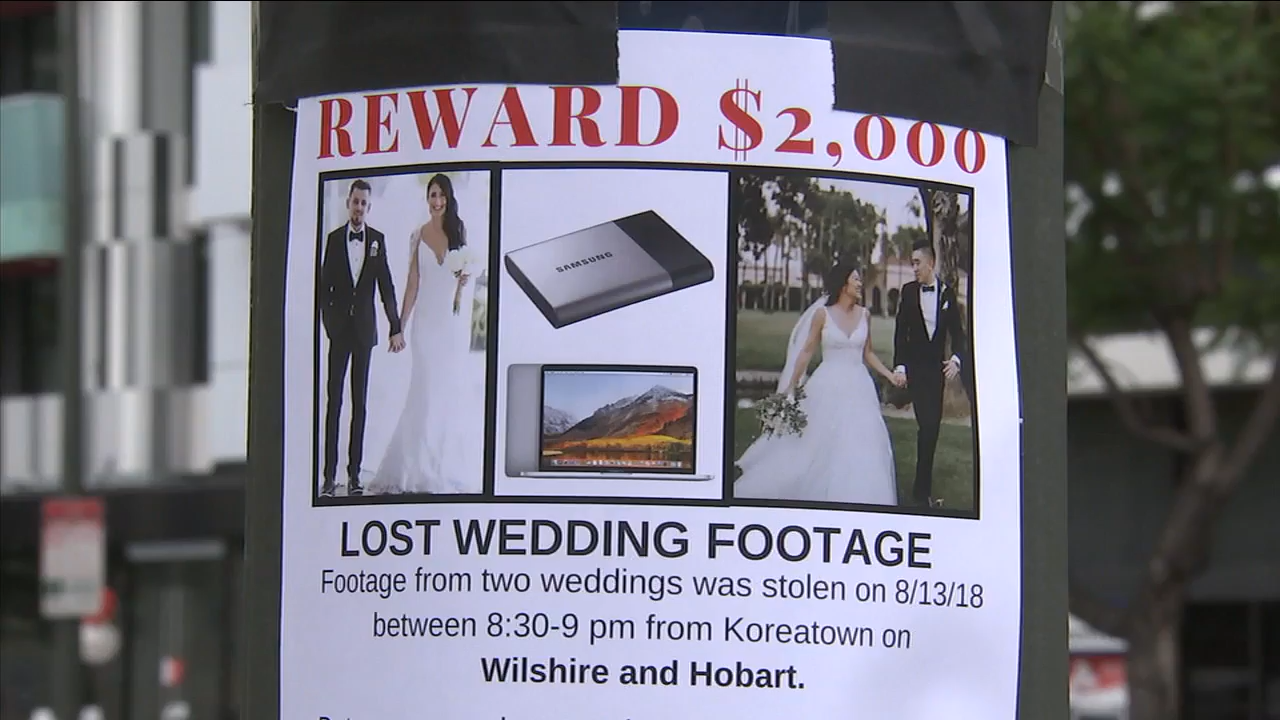 REWARD $2,000
SAMSUNG
LOST WEDDING FOOTAGE
Footage from two weddings was stolen on 8/13/18
between 8:30-9 pm from Koreatown on
Wilshire and Hobart.